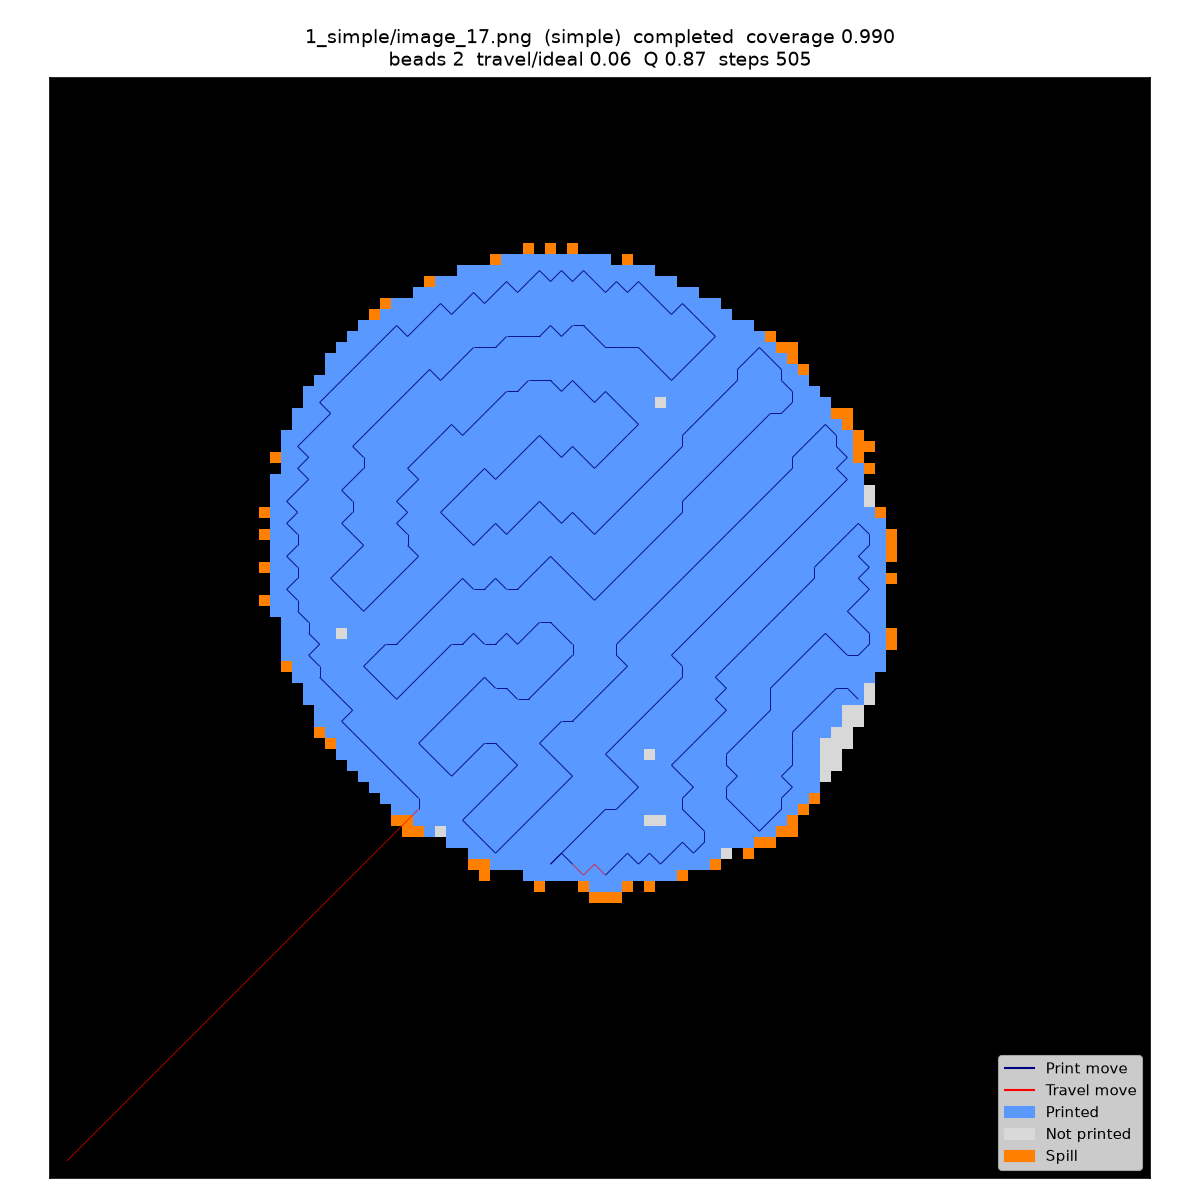 1_simple/image_17.png  (simple)  completed  coverage 0.990
beads 2  travel/ideal 0.06  Q 0.87  steps 505
Print move
Travel move
Printed
Not printed
Spill